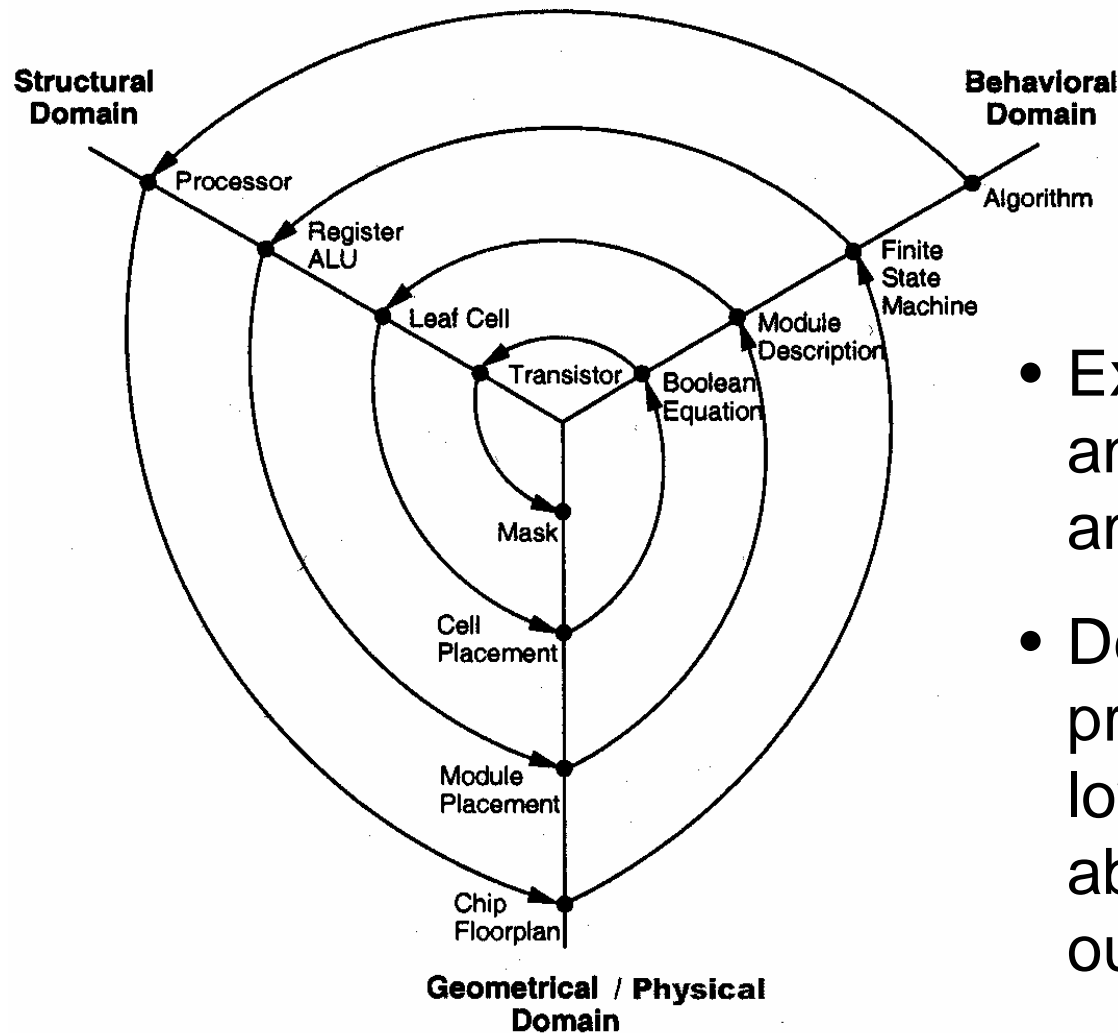 Structural
Domain
Behavioral
Domain
Processor
Algorithm
Register
ALU
Finite
State
Machine
Leaf Cell
Module
Description
Transistor
Boolean
Equation
Mask
Cell
Placement
Module
Placement
Chip
Floorplan
Geometrical / Physical
Domain